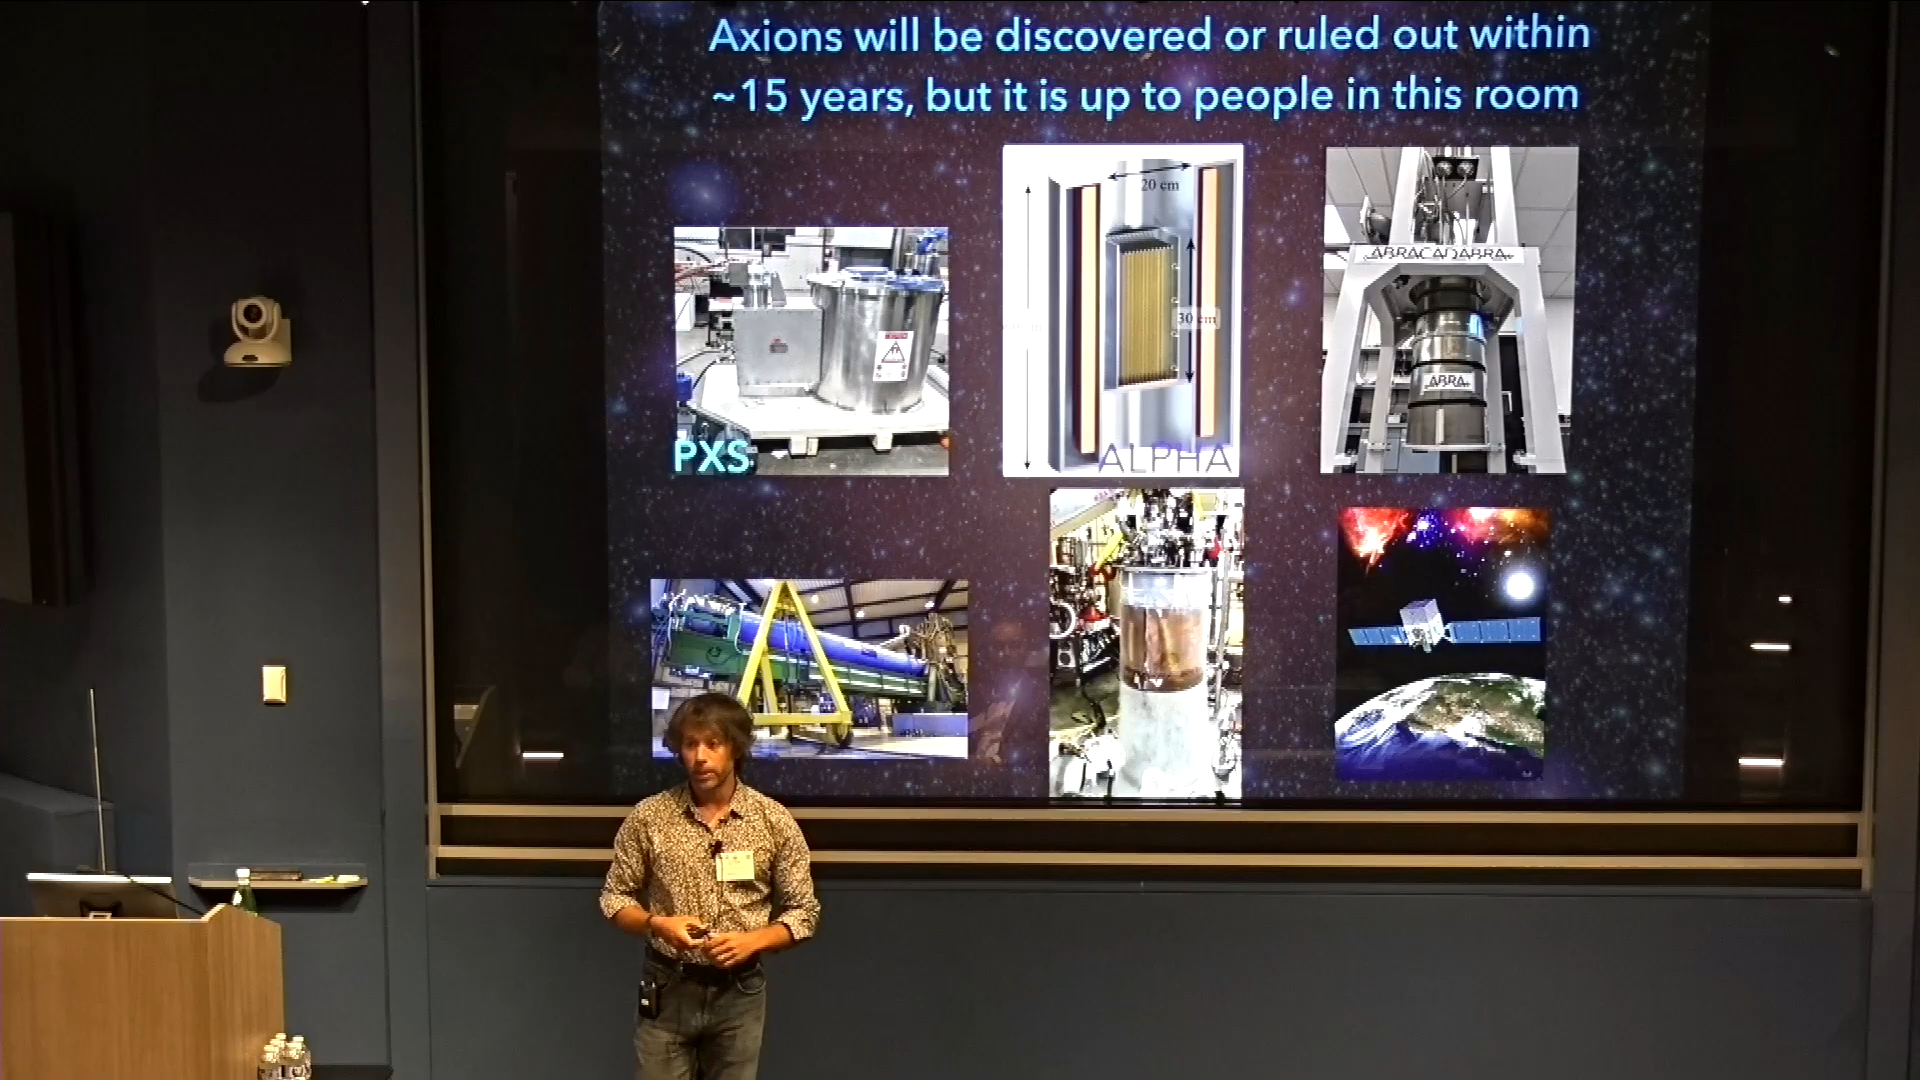 Axions will be discovered or ruled out within
~15 years, but it is up to people in this room
20 cm
30 cm
ABRACADABRA
ABRA
PXS
ALPHA